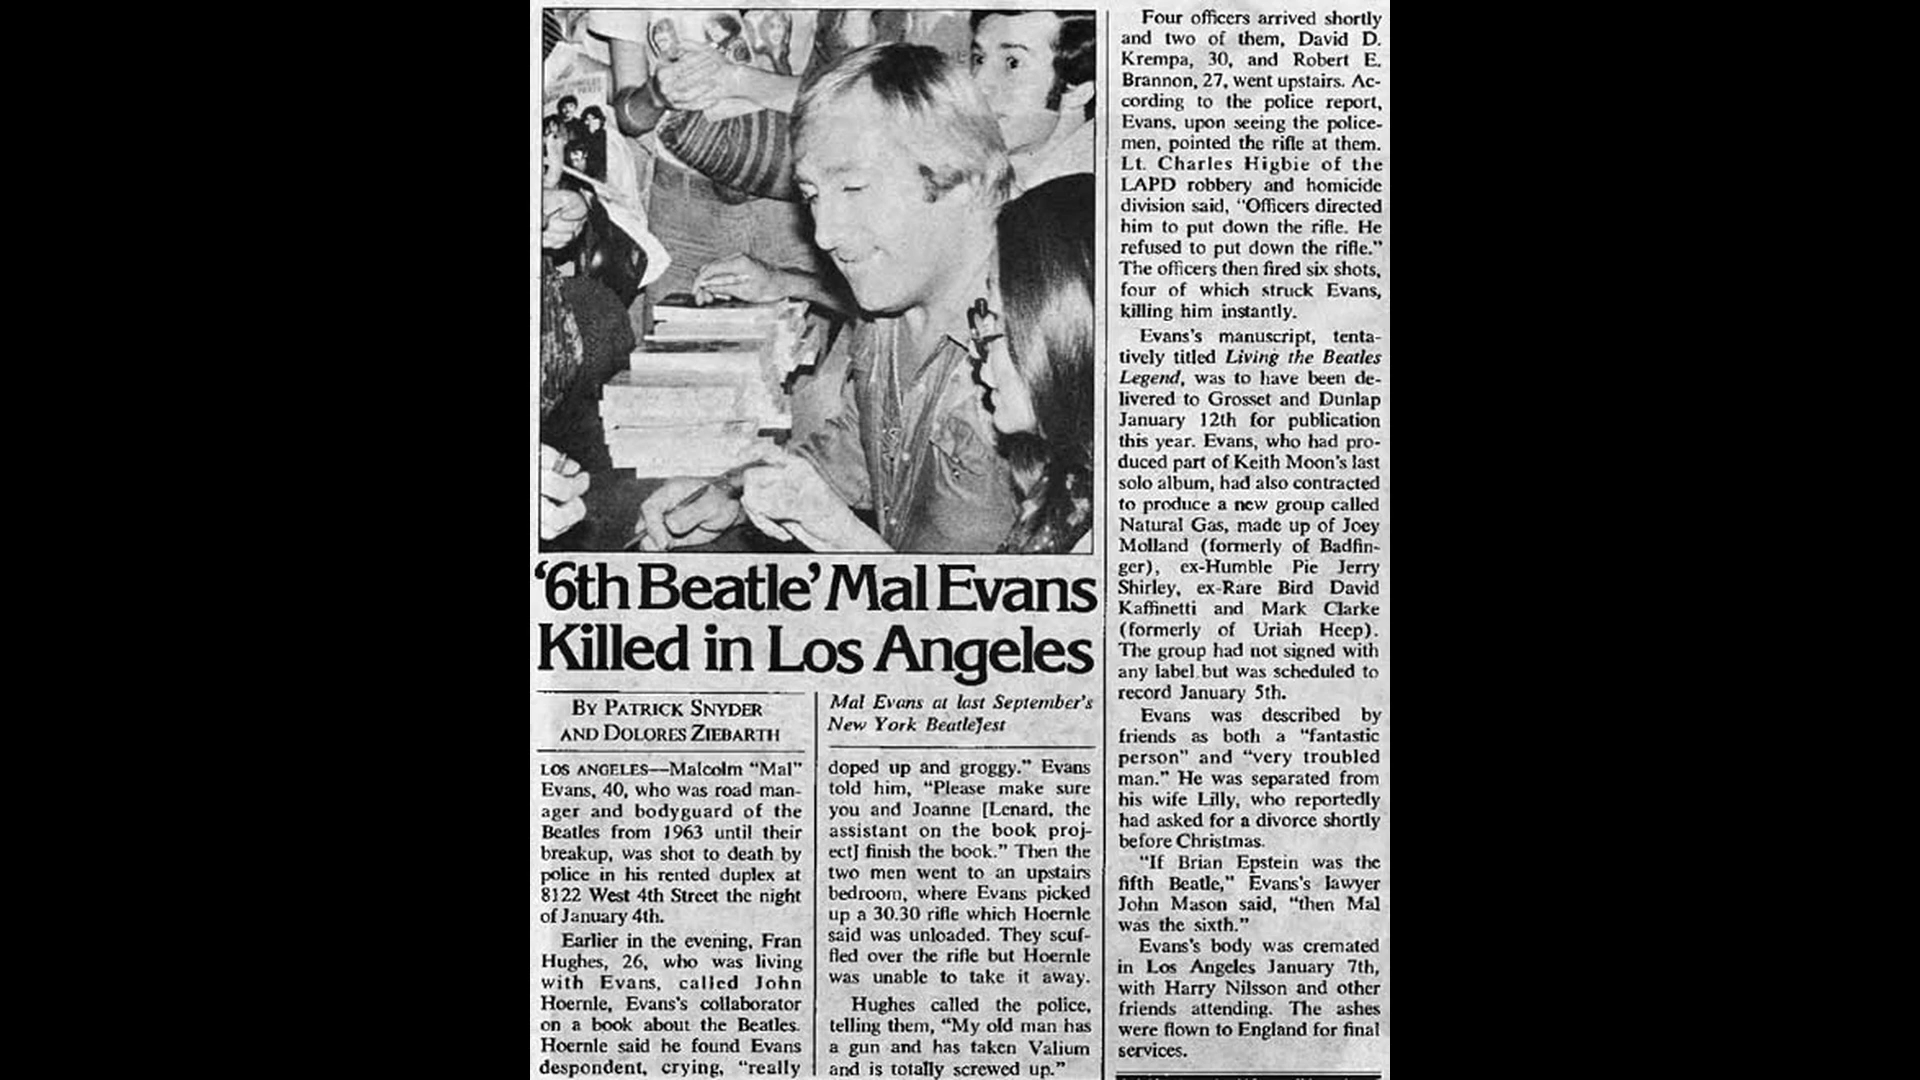 '6th Beatle' Mal Evans
Killed in Los Angeles
BY PATRICK SNYDER
AND DOLORES ZIEBARTH
LOS ANGELES—Malcolm "Mal"
Evans, 40, who was road man-
ager and bodyguard of the
Beatles from 1963 until their
breakup, was shot to death by
police in his rented duplex at
8122 West 4th Street the night
of January 4th.
Earlier in the evening, Fran
Hughes, 26, who was living
with Evans, called John
Hoernle, Evans's collaborator
on a book about the Beatles.
Hoernle said he found Evans
despondent, crying, "really
Mal Evans at last September's
New York Beatlefest
doped up and groggy." Evans
told him, "Please make sure
you and Joanne [Lenard, the
assistant on the book proj-
ect] finish the book." Then the
two men went to an upstairs
bedroom, where Evans picked
up a 30.30 rifle which Hoernle
said was unloaded. They scuf-
fled over the rifle but Hoernle
was unable to take it away.
Hughes called the police,
telling them, "My old man has
a gun and has taken Valium
and is totally screwed up."
Four officers arrived shortly
and two of them, David D.
Krempa, 30, and Robert E.
Brannon, 27, went upstairs. Ac-
cording to the police report,
Evans, upon seeing the police-
men, pointed the rifle at them.
Lt. Charles Higbie of the
LAPD robbery and homicide
division said, "Officers directed
him to put down the rifle. He
refused to put down the rifle."
The officers then fired six shots,
four of which struck Evans,
killing him instantly.
Evans's manuscript, tenta-
tively titled Living the Beatles
Legend, was to have been de-
livered to Grosset and Dunlap
January 12th for publication
this year. Evans, who had pro-
duced part of Keith Moon's last
solo album, had also contracted
to produce a new group called
Natural Gas, made up of Joey
Molland (formerly of Badfin-
ger), ex-Humble Pie Jerry
Shirley, ex-Rare Bird David
Kaffinetti and Mark Clarke
(formerly of Uriah Heep).
The group had not signed with
any label but was scheduled to
record January 5th.
Evans was described by
friends as both a "fantastic
person" and "very troubled
man." He was separated from
his wife Lilly, who reportedly
had asked for a divorce shortly
before Christmas.
"If Brian Epstein was the
fifth Beatle," Evans's lawyer
John Mason said, "then Mal
was the sixth."
Evans's body was cremated
in Los Angeles January 7th,
with Harry Nilsson and other
friends attending. The ashes
were flown to England for final
services.